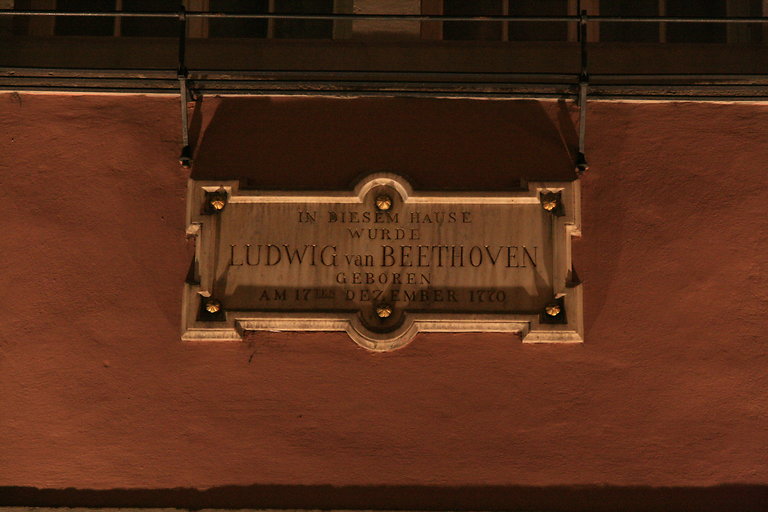 IN DIESEM HAUSE
WURDE
LUDWIG van BEETHOVEN
GEBOREN
AM 17TEN DEZEMBER 1770